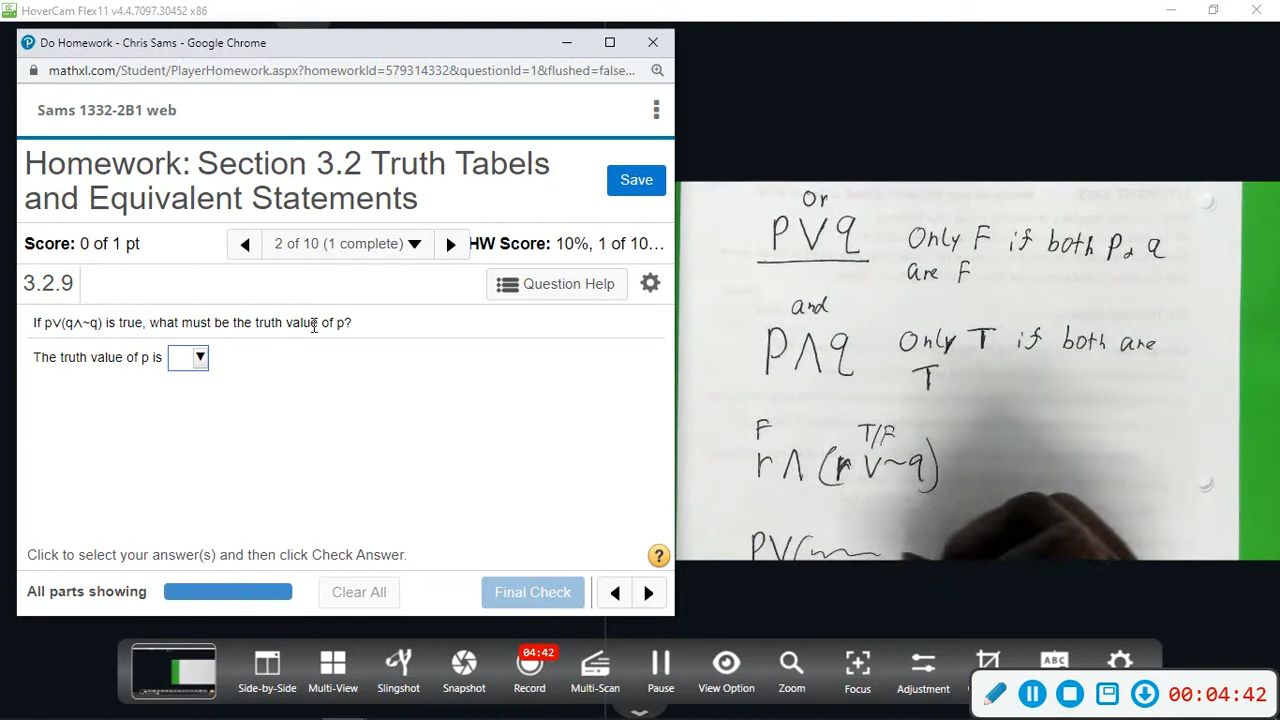 HoverCam Flex11 v4.4.7097.30452 x86
Do Homework - Chris Sams - Google Chrome
mathxl.com/Student/PlayerHomework.aspx?homeworkId=579314332&questionId=1&flushed=false...
Sams 1332-2B1 web
Homework: Section 3.2 Truth Tabels
and Equivalent Statements
Save
Score: 0 of 1 pt
2 of 10 (1 complete)
HW Score: 10%, 1 of 10...
3.2.9
Question Help
If p∨(q∧~q) is true, what must be the truth value of p?
The truth value of p is
Click to select your answer(s) and then click Check Answer.
?
All parts showing
Clear All
Final Check
Or
P∨q Only F if both P & q
are F
and
P∧q Only T if both are
T
F T/F
r∧(r∨~q)
P∨(
04:42
ABC
Side-by-Side
Multi-View
Slingshot
Snapshot
Record
Multi-Scan
Pause
View Option
Zoom
Focus
Adjustment
00:04:42